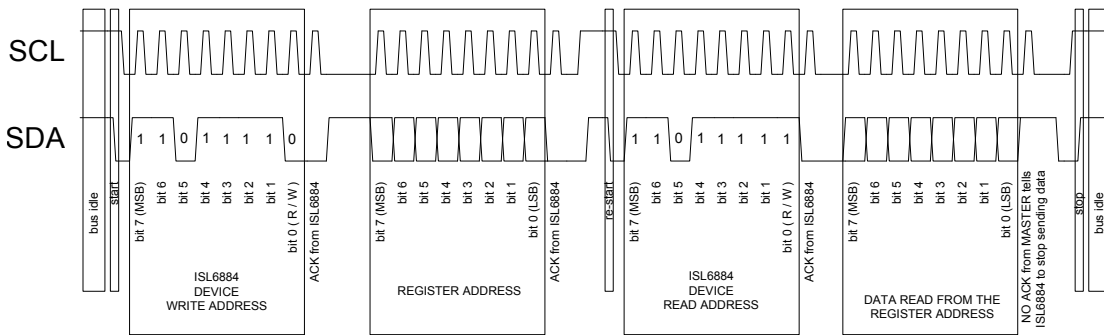 SCL
SDA
1 1 0 1 1 1 1 0
1 1 0 1 1 1 1 1
bus idle
start
bit 7 (MSB)
bit 6
bit 5
bit 4
bit 3
bit 2
bit 1
bit 0 ( R / W )
ACK from ISL6884
bit 7 (MSB)
bit 6
bit 5
bit 4
bit 3
bit 2
bit 1
bit 0 (LSB)
ACK from ISL6884
re-start
bit 7 (MSB)
bit 6
bit 5
bit 4
bit 3
bit 2
bit 1
bit 0 ( R / W )
ACK from ISL6884
bit 7 (MSB)
bit 6
bit 5
bit 4
bit 3
bit 2
bit 1
bit 0 (LSB)
NO ACK from MASTER tells
ISL6884 to stop sending data
stop
bus idle
ISL6884
DEVICE
WRITE ADDRESS
REGISTER ADDRESS
ISL6884
DEVICE
READ ADDRESS
DATA READ FROM THE
REGISTER ADDRESS